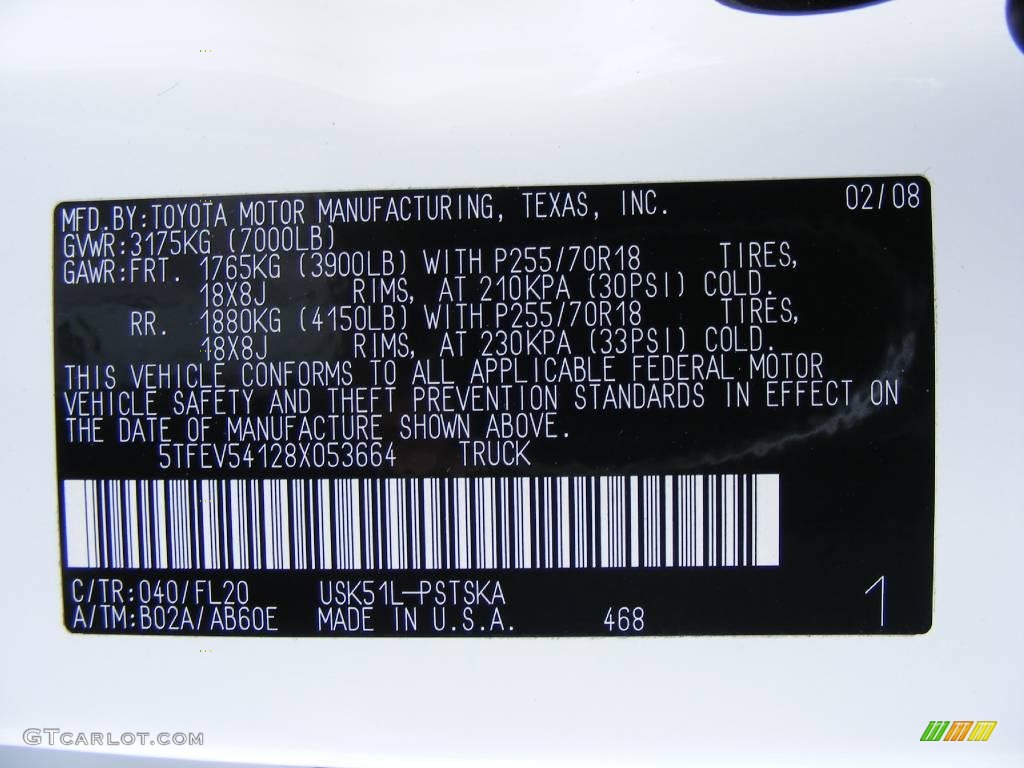 MFD.BY:TOYOTA MOTOR MANUFACTURING, TEXAS, INC. 02/08
GVWR:3175KG (7000LB)
GAWR:FRT. 1765KG (3900LB) WITH P255/70R18 TIRES,
18X8J RIMS, AT 210KPA (30PSI) COLD.
RR. 1880KG (4150LB) WITH P255/70R18 TIRES,
18X8J RIMS, AT 230KPA (33PSI) COLD.
THIS VEHICLE CONFORMS TO ALL APPLICABLE FEDERAL MOTOR
VEHICLE SAFETY AND THEFT PREVENTION STANDARDS IN EFFECT ON
THE DATE OF MANUFACTURE SHOWN ABOVE.
5TFEV54128X053664 TRUCK
C/TR:040/FL20 USK51L-PSTSKA
A/TM:B02A/AB60E MADE IN U.S.A. 468 1
GTCARLOT.COM